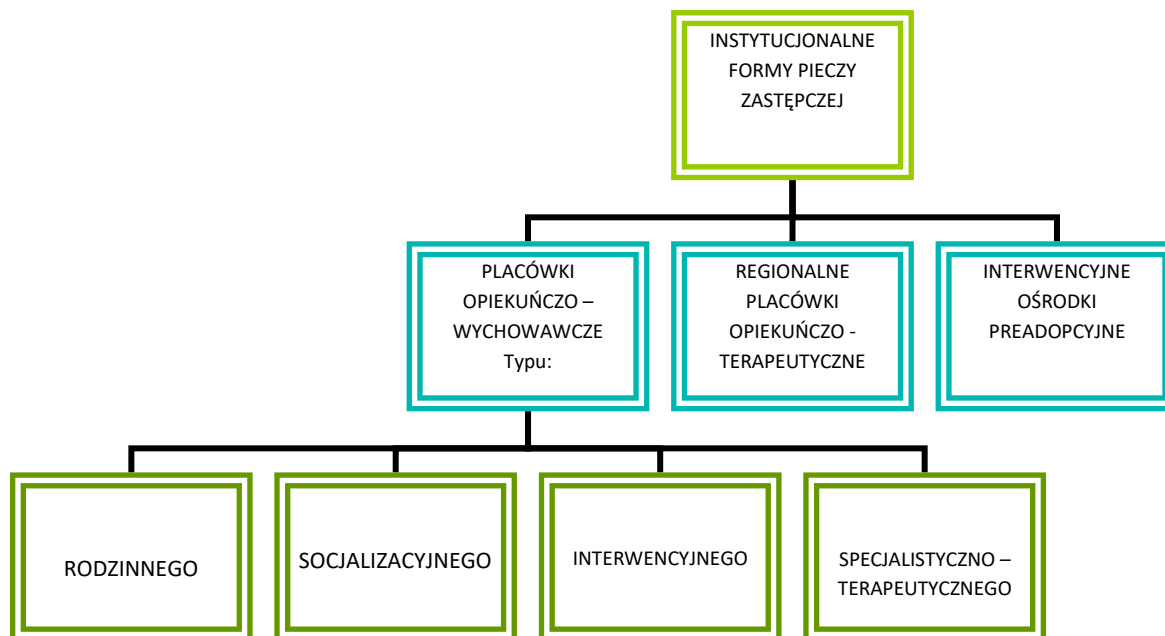 INSTYTUCJONALNE
FORMY PIECZY
ZASTĘPCZEJ
PLACÓWKI
OPIEKUŃCZO –
WYCHOWAWCZE
Typu:
REGIONALNE
PLACÓWKI
OPIEKUŃCZO -
TERAPEUTYCZNE
INTERWENCYJNE
OŚRODKI
PREADOPCYJNE
RODZINNEGO
SOCJALIZACYJNEGO
INTERWENCYJNEGO
SPECJALISTYCZNO –
TERAPEUTYCZNEGO